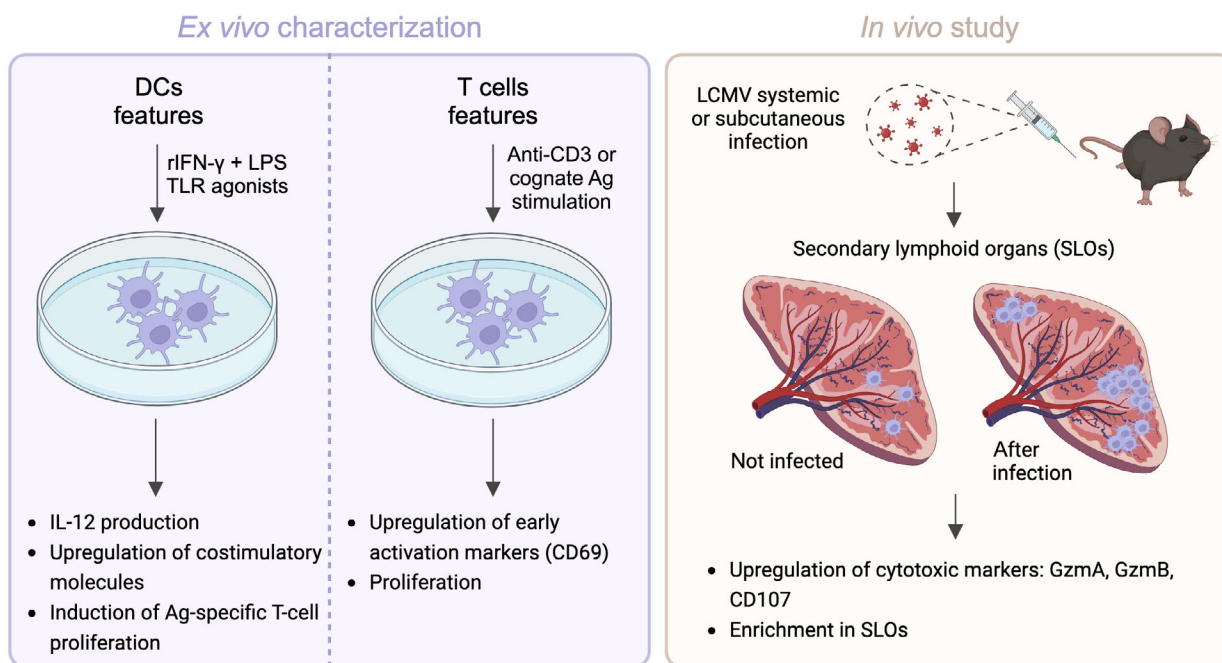 Ex vivo characterization
DCs
features
rIFN-γ + LPS
TLR agonists
• IL-12 production
• Upregulation of costimulatory
molecules
• Induction of Ag-specific T-cell
proliferation
T cells
features
Anti-CD3 or
cognate Ag
stimulation
• Upregulation of early
activation markers (CD69)
• Proliferation
In vivo study
LCMV systemic
or subcutaneous
infection
Secondary lymphoid organs (SLOs)
Not infected
After
infection
• Upregulation of cytotoxic markers: GzmA, GzmB,
CD107
• Enrichment in SLOs